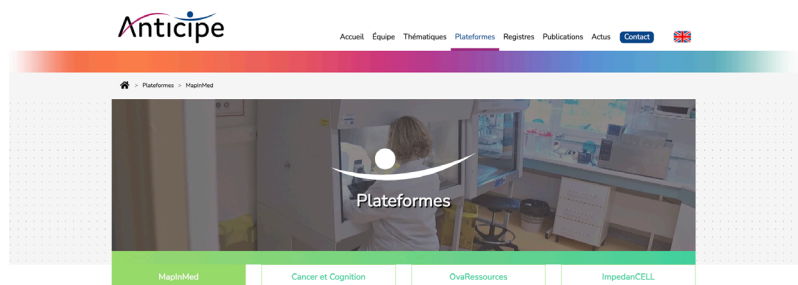 Anticipe
Accueil Équipe Thématiques Plateformes Registres Publications Actus Contact
> Plateformes > MapInMed
Plateformes
MapInMed Cancer et Cognition OvaRessources ImpedanCELL